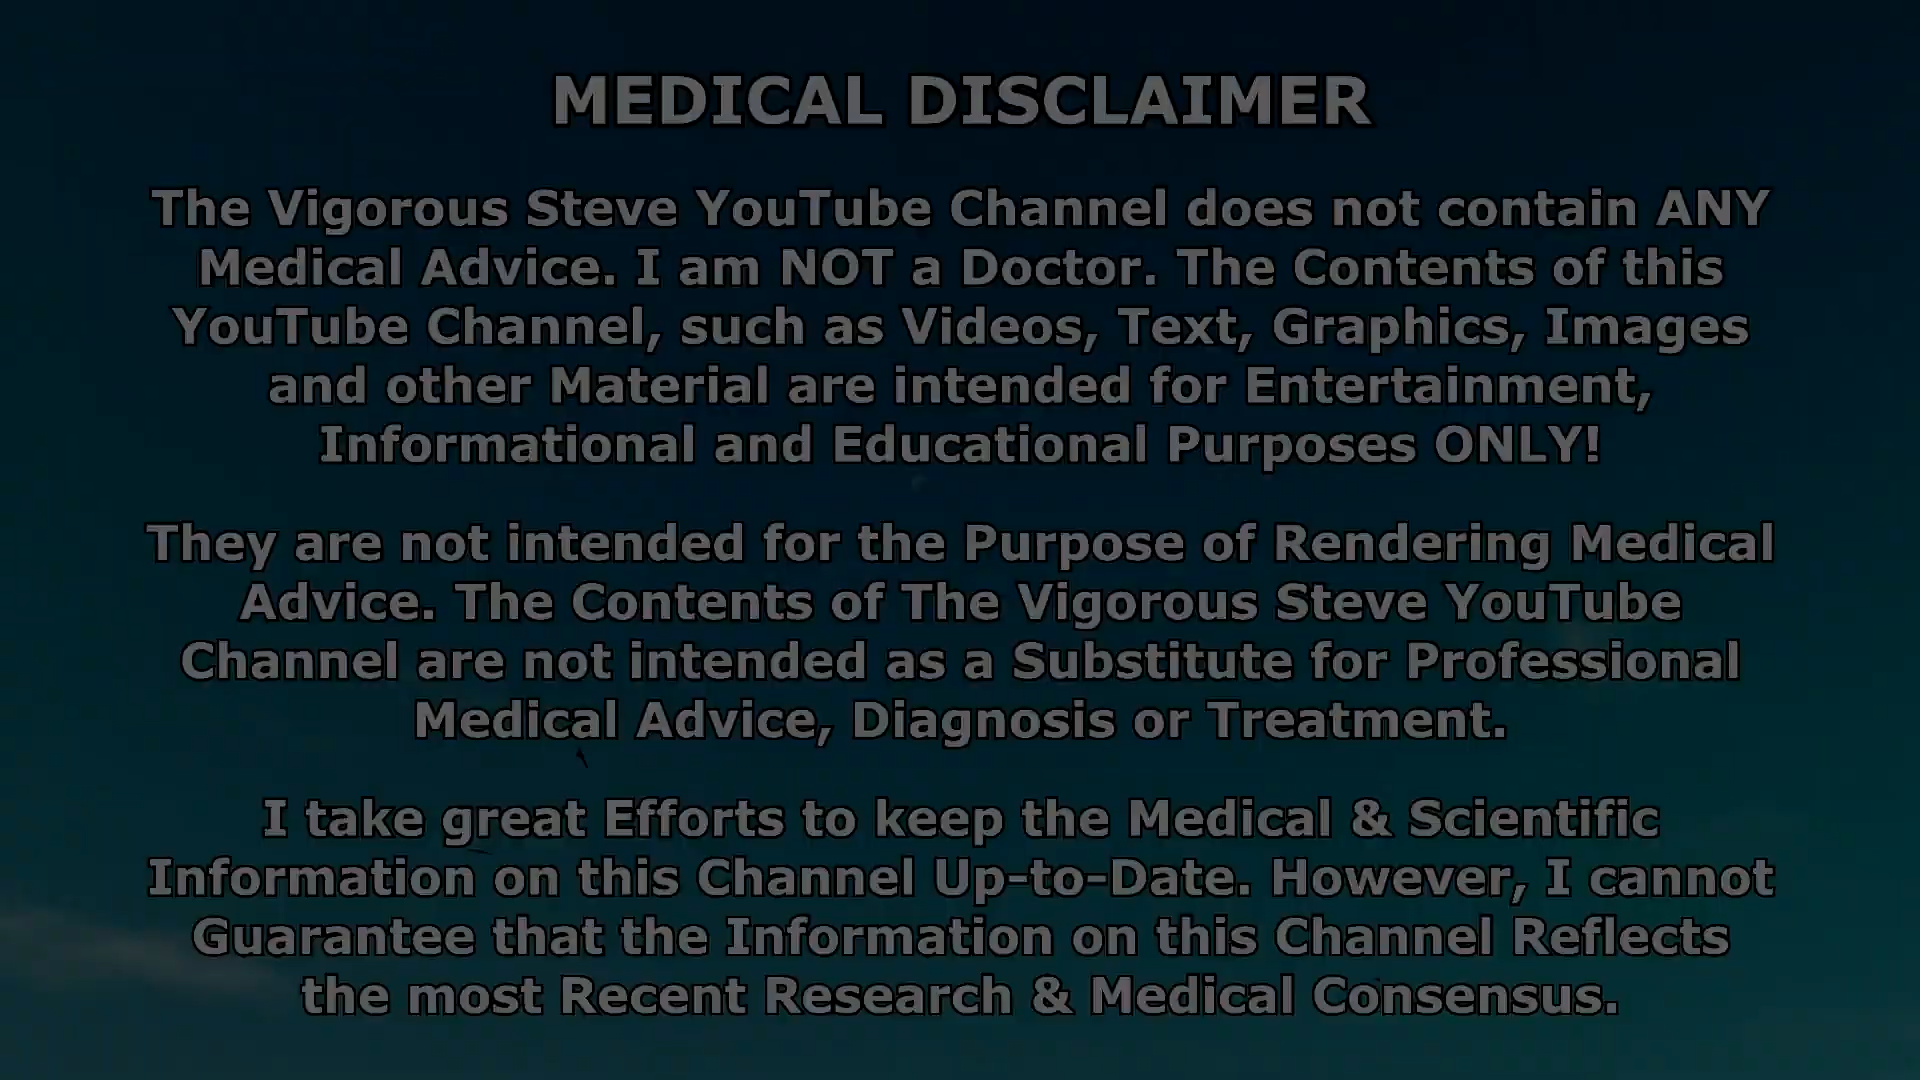 MEDICAL DISCLAIMER
The Vigorous Steve YouTube Channel does not contain ANY
Medical Advice. I am NOT a Doctor. The Contents of this
YouTube Channel, such as Videos, Text, Graphics, Images
and other Material are intended for Entertainment,
Informational and Educational Purposes ONLY!
They are not intended for the Purpose of Rendering Medical
Advice. The Contents of The Vigorous Steve YouTube
Channel are not intended as a Substitute for Professional
Medical Advice, Diagnosis or Treatment.
I take great Efforts to keep the Medical & Scientific
Information on this Channel Up-to-Date. However, I cannot
Guarantee that the Information on this Channel Reflects
the most Recent Research & Medical Consensus.